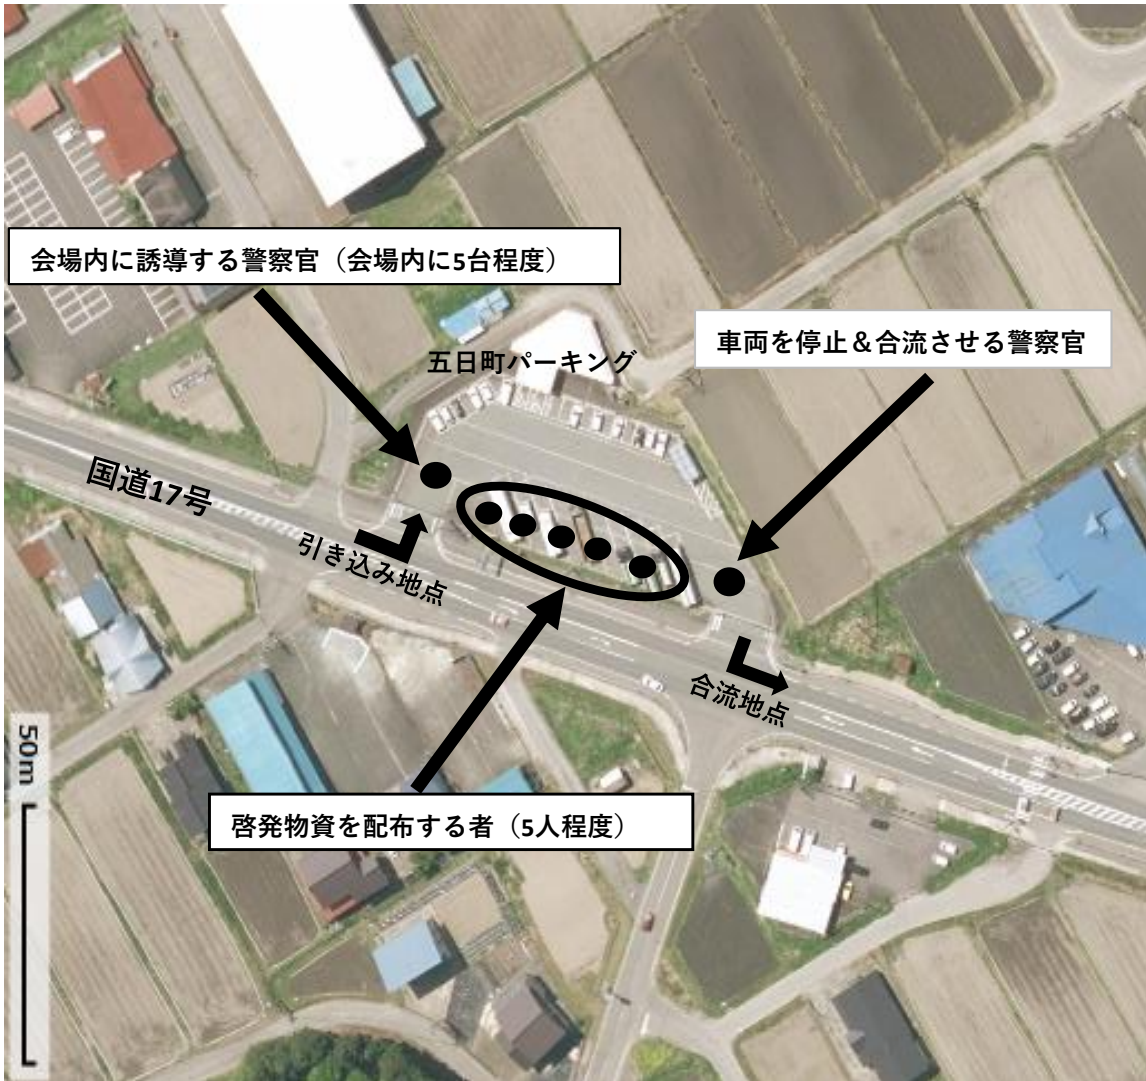 会場内に誘導する警察官（会場内に5台程度）
車両を停止＆合流させる警察官
五日町パーキング
国道17号
引き込み地点
合流地点
50m
啓発物資を配布する者（5人程度）